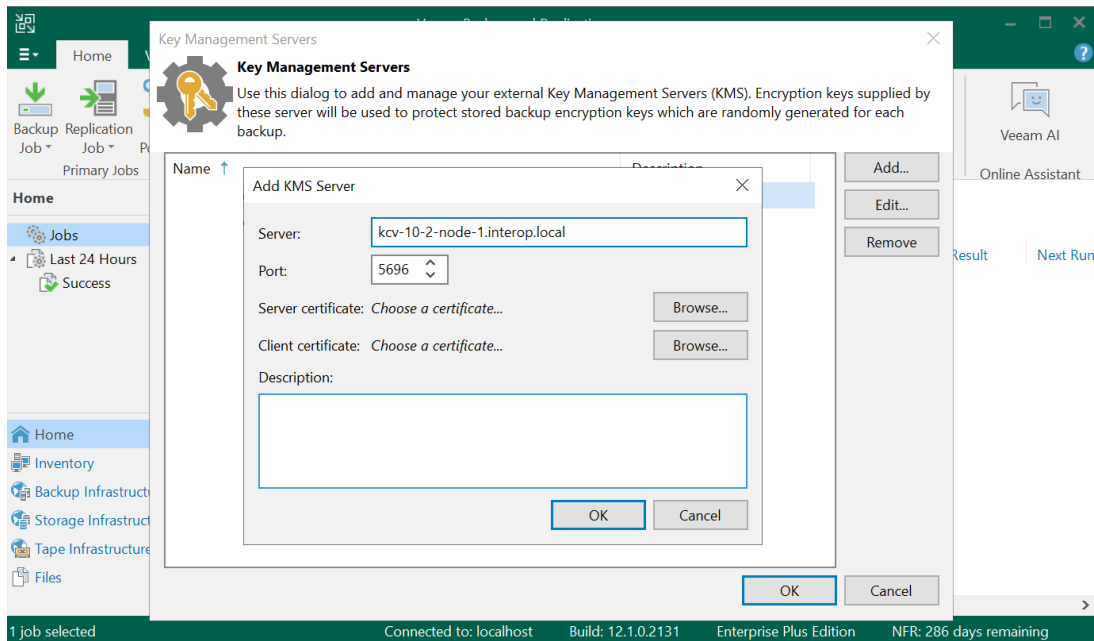 Key Management Servers
Home
Key Management Servers
Use this dialog to add and manage your external Key Management Servers (KMS). Encryption keys supplied by
these server will be used to protect stored backup encryption keys which are randomly generated for each
backup.
Backup Replication
Job Job
Primary Jobs
Veeam AI
Online Assistant
Name
Description
Add...
Edit...
Remove
Add KMS Server
Server: kcv-10-2-node-1.interop.local
Port: 5696
Server certificate: Choose a certificate... Browse...
Client certificate: Choose a certificate... Browse...
Description:
OK Cancel
OK Cancel
Home
Jobs
Last 24 Hours
Success
Result Next Run
Home
Inventory
Backup Infrastruct
Storage Infrastruct
Tape Infrastructure
Files
1 job selected Connected to: localhost Build: 12.1.0.2131 Enterprise Plus Edition NFR: 286 days remaining